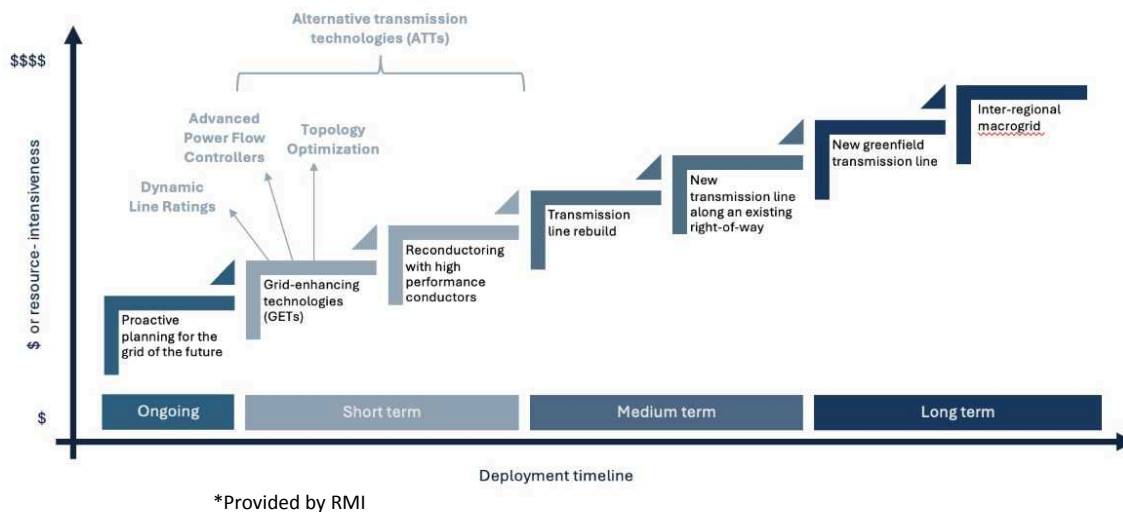 Alternative transmission
technologies (ATTs)
$$$$
Advanced
Power Flow
Controllers
Topology
Optimization
Dynamic
Line Ratings
$ or resource- intensiveness
Proactive
planning for the
grid of the future
Grid-enhancing
technologies
(GETs)
Reconductoring
with high
performance
conductors
Transmission
line rebuild
New
transmission line
along an existing
right-of-way
New greenfield
transmission line
Inter-regional
macrogrid
$
Ongoing
Short term
Medium term
Long term
Deployment timeline
*Provided by RMI